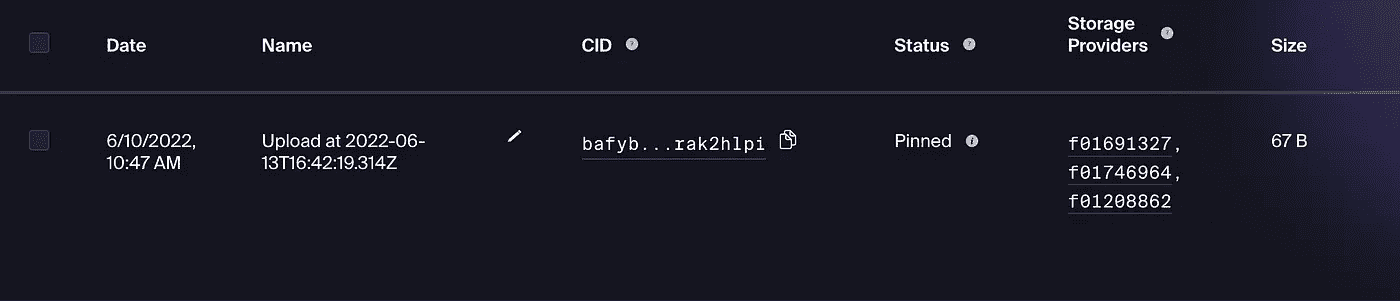 Date Name CID ? Status ? Storage Providers ? Size
6/10/2022, 10:47 AM
Upload at 2022-06-13T16:42:19.314Z
bafyb...rak2hlpi
Pinned i
f01691327,
f01746964,
f01208862
67 B